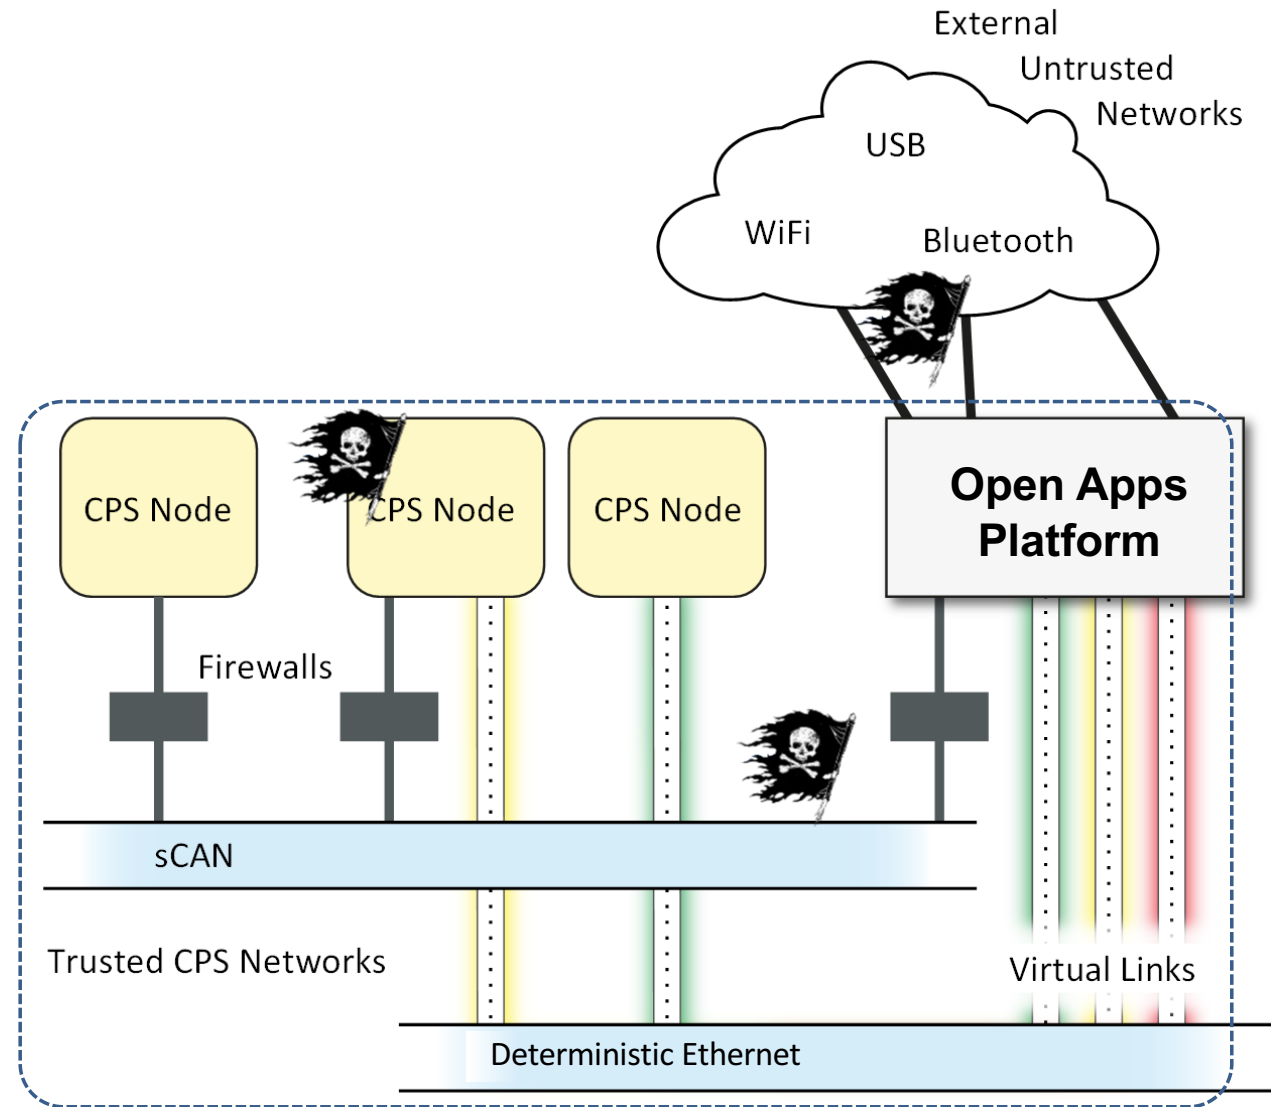 External
Untrusted
Networks
USB
WiFi
Bluetooth
CPS Node
CPS Node
CPS Node
Open Apps
Platform
Firewalls
sCAN
Trusted CPS Networks
Virtual Links
Deterministic Ethernet